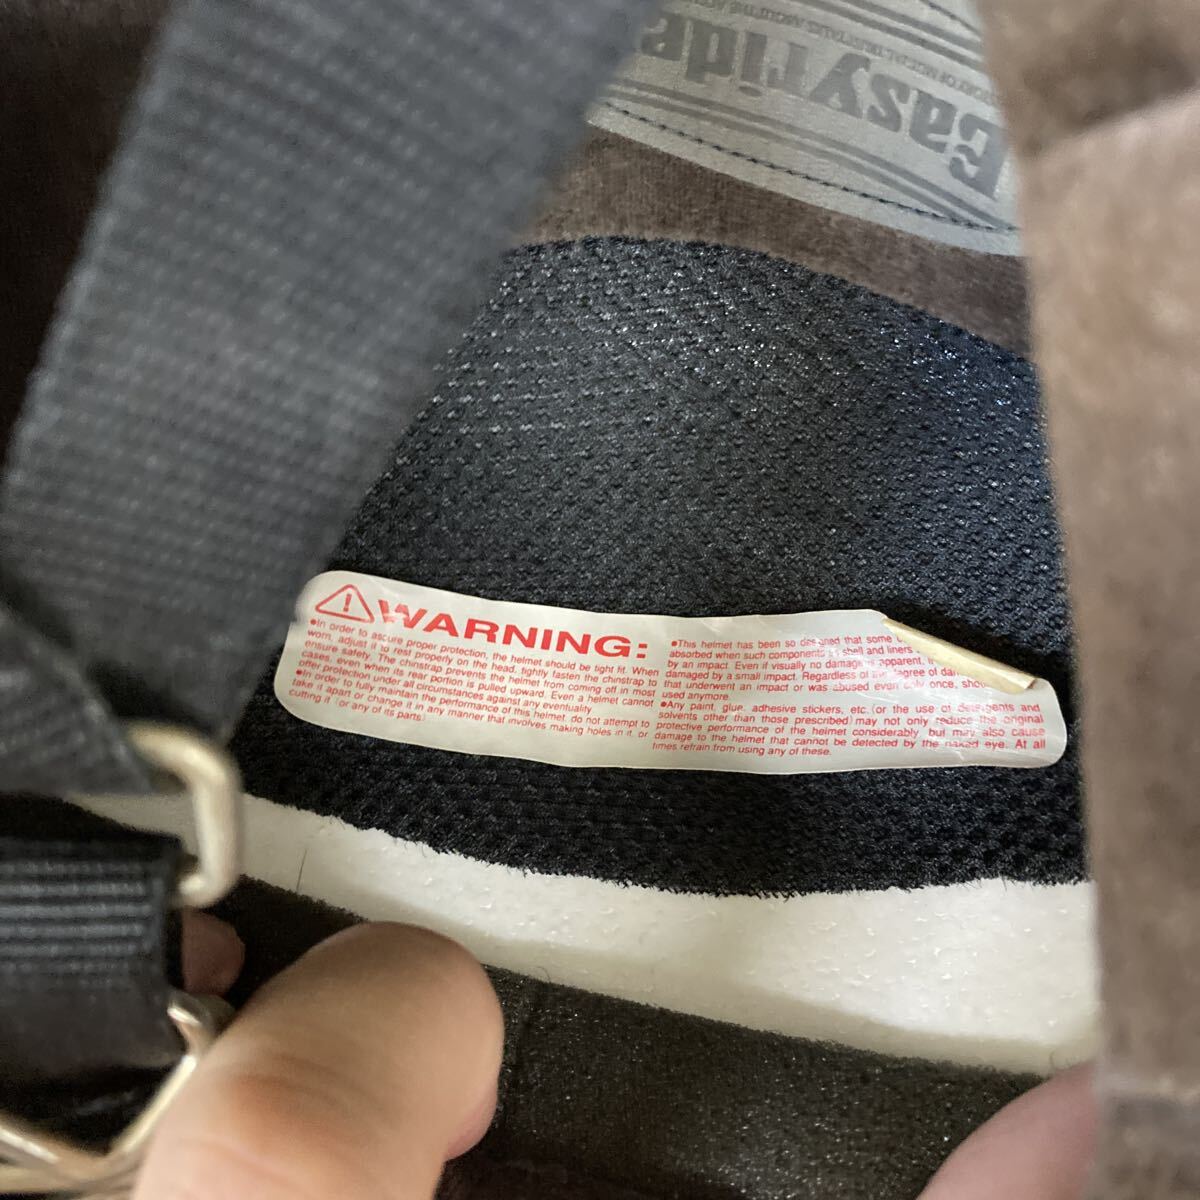 Easyride
⚠WARNING:
●In order to ascure proper protection, the helmet should be tight fit. When
worn, adjust it to rest properly on the head, tightly fasten the chinstrap to
ensure safety. The chinstrap prevents the helmet from coming off in most
cases, even when its rear portion is pulled upward. Even a helmet cannot
offer protection under all circumstances against any eventuality.
●In order to fully maintain the performance of this helmet, do not attempt to
take it apart or change it in any manner that involves making holes in it, or
cutting it (or any of its parts)
●This helmet has been so designed that some
absorbed when such components shell and liners
by an impact. Even if visually no damage is apparent,
damaged by a small impact. Regardless of the degree of
that underwent an impact or was abused even only once,
used anymore.
●Any paint, glue, adhesive stickers, etc. (or the use of detergents and
solvents other than those prescribed) may not only reduce the original
protective performance of the helmet considerably, but may also cause
damage to the helmet that cannot be detected by the naked eye. At all
times refrain from using any of these.